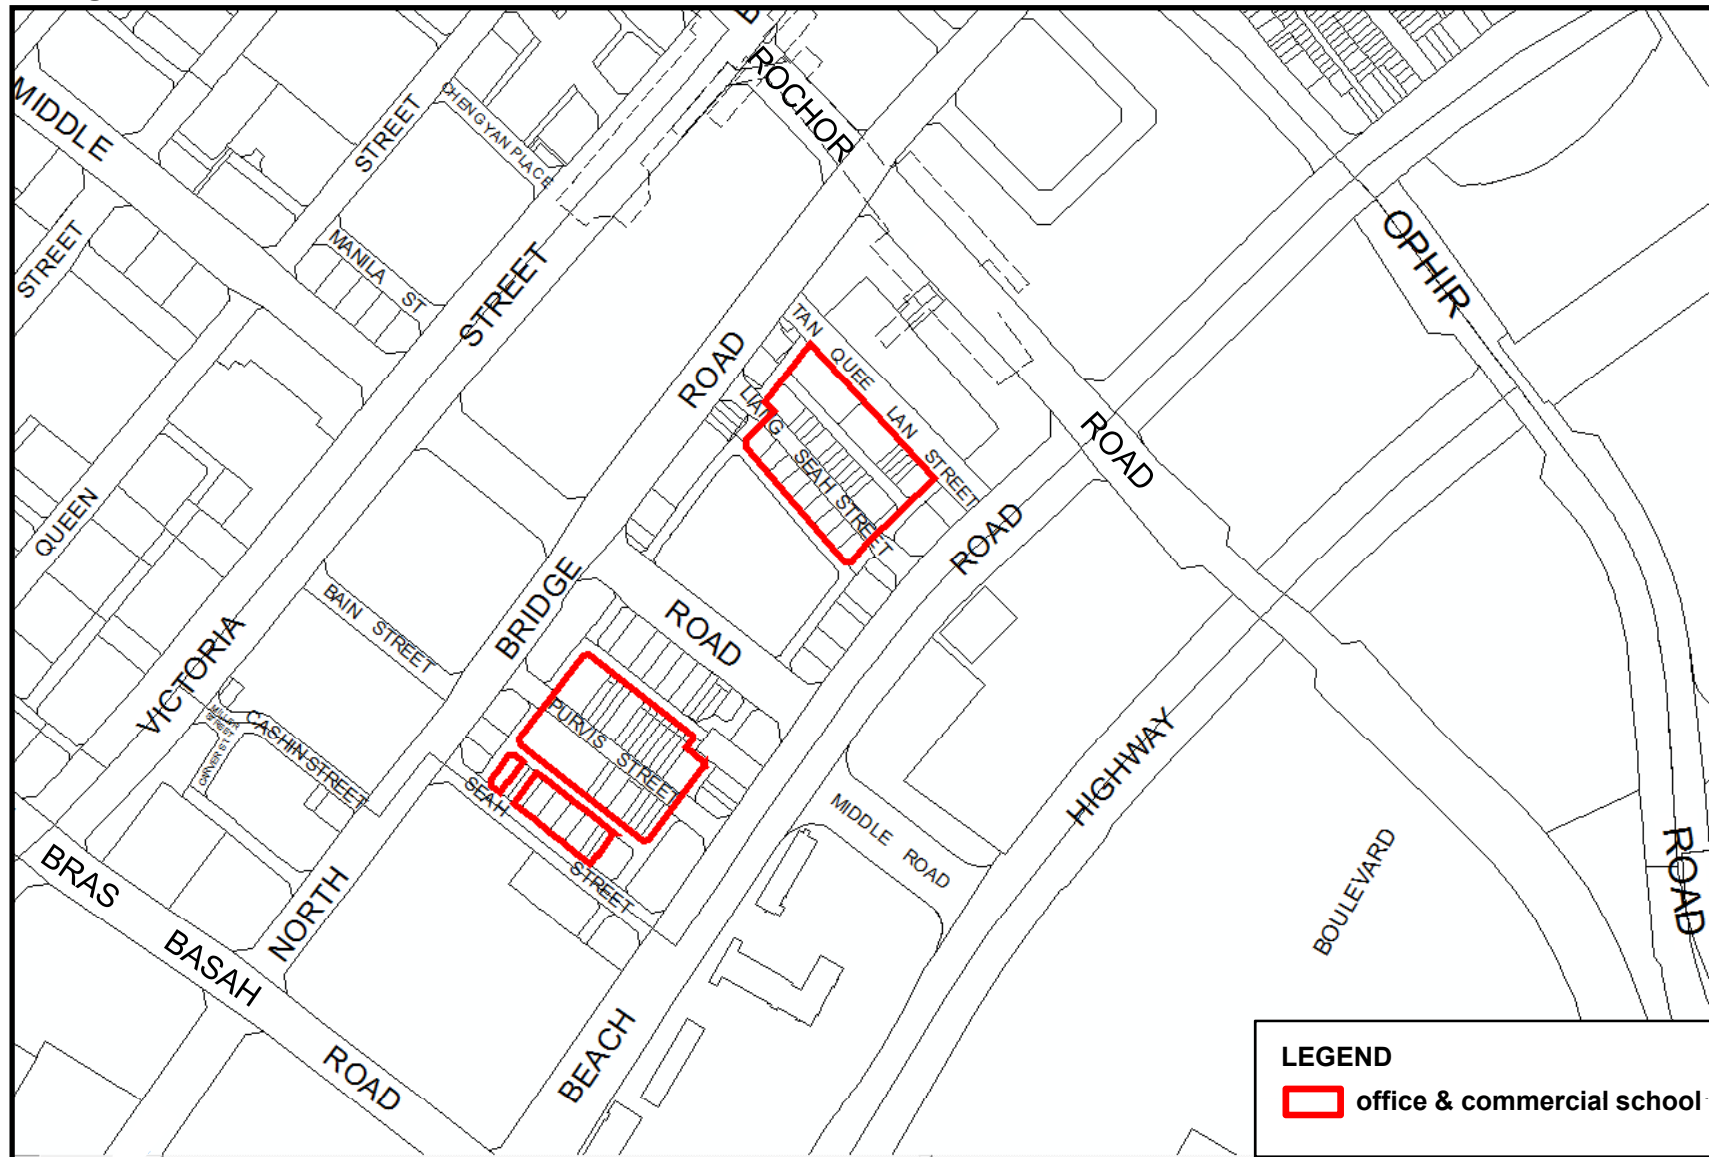 ROCHOR
MIDDLE
STREET
CHENG YAN PLACE
STREET
MANILA ST
STREET
OPHIR
TAN QUEE LAN STREET
ROAD
LIANG SEAH STREET
ROAD
QUEEN
ROAD
BRIDGE
BAIN STREET
ROAD
VICTORIA
PURVIS STREET
CASHIN STREET
SEAH STREET
HIGHWAY
MIDDLE ROAD
BOULEVARD
ROAD
BRAS BASAH ROAD
NORTH
BEACH
LEGEND
office & commercial school